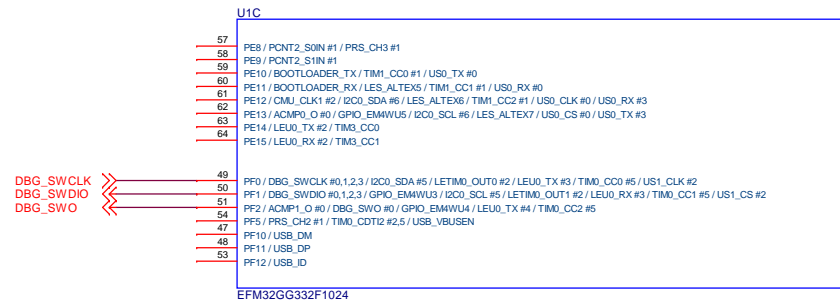 U1C
57 PE8 / PCNT2_S0IN #1 / PRS_CH3 #1
58 PE9 / PCNT2_S1IN #1
59 PE10 / BOOTLOADER_TX / TIM1_CC0 #1 / US0_TX #0
60 PE11 / BOOTLOADER_RX / LES_ALTEX5 / TIM1_CC1 #1 / US0_RX #0
61 PE12 / CMU_CLK1 #2 / I2C0_SDA #6 / LES_ALTEX6 / TIM1_CC2 #1 / US0_CLK #0 / US0_RX #3
62 PE13 / ACMP0_O #0 / GPIO_EM4WU5 / I2C0_SCL #6 / LES_ALTEX7 / US0_CS #0 / US0_TX #3
63 PE14 / LEU0_TX #2 / TIM3_CC0
64 PE15 / LEU0_RX #2 / TIM3_CC1
DBG_SWCLK 49 PF0 / DBG_SWCLK #0,1,2,3 / I2C0_SDA #5 / LETIM0_OUT0 #2 / LEU0_TX #3 / TIM0_CC0 #5 / US1_CLK #2
DBG_SWDIO 50 PF1 / DBG_SWDIO #0,1,2,3 / GPIO_EM4WU3 / I2C0_SCL #5 / LETIM0_OUT1 #2 / LEU0_RX #3 / TIM0_CC1 #5 / US1_CS #2
DBG_SWO 51 PF2 / ACMP1_O #0 / DBG_SWO #0 / GPIO_EM4WU4 / LEU0_TX #4 / TIM0_CC2 #5
54 PF5 / PRS_CH2 #1 / TIM0_CDTI2 #2,5 / USB_VBUSEN
47 PF10 / USB_DM
48 PF11 / USB_DP
53 PF12 / USB_ID
EFM32GG332F1024